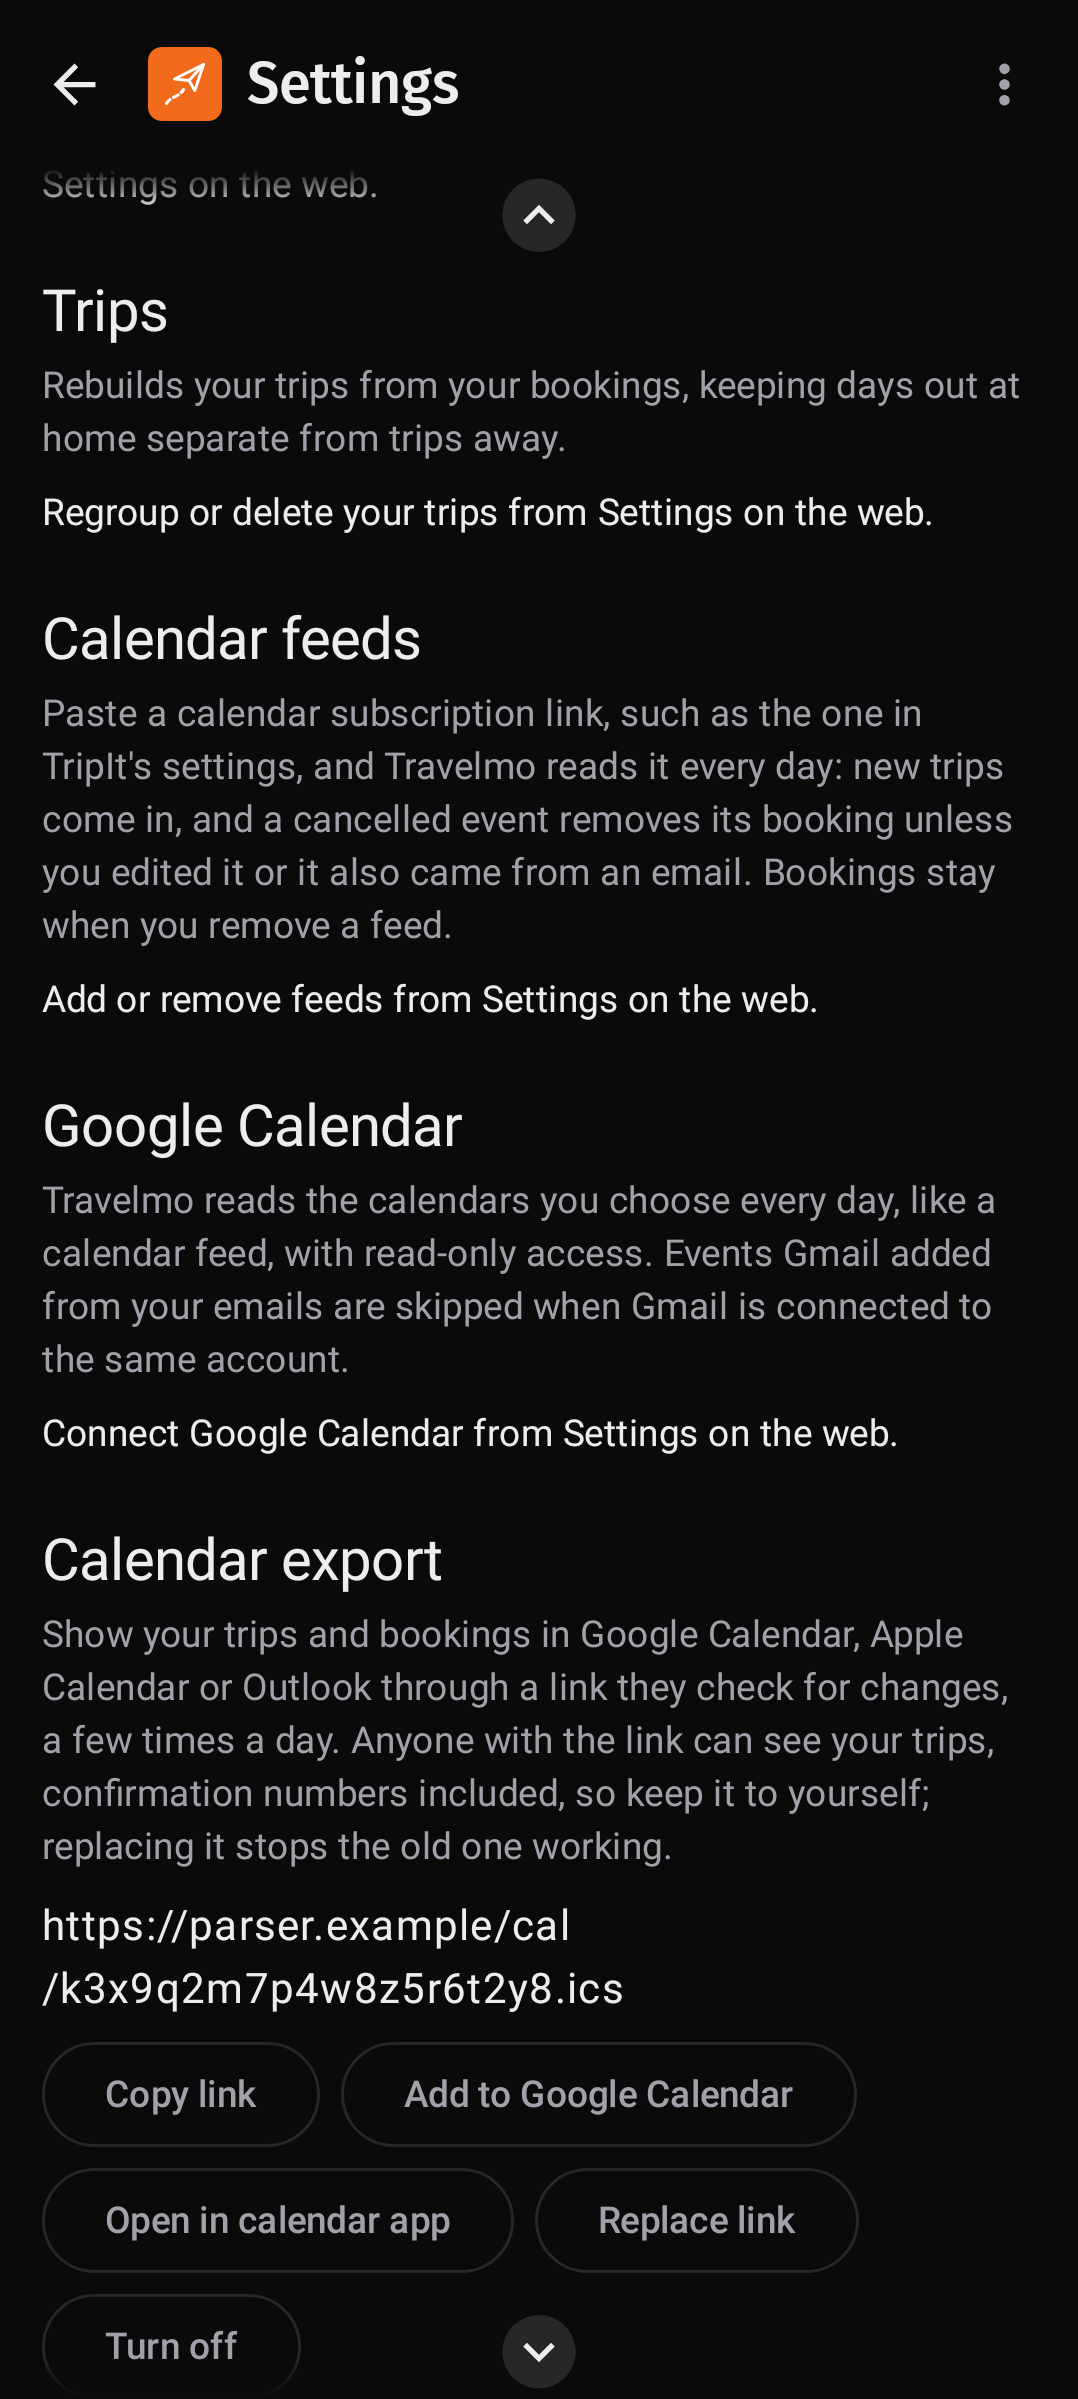 Settings
Settings on the web.
Trips
Rebuilds your trips from your bookings, keeping days out at
home separate from trips away.
Regroup or delete your trips from Settings on the web.
Calendar feeds
Paste a calendar subscription link, such as the one in
TripIt's settings, and Travelmo reads it every day: new trips
come in, and a cancelled event removes its booking unless
you edited it or it also came from an email. Bookings stay
when you remove a feed.
Add or remove feeds from Settings on the web.
Google Calendar
Travelmo reads the calendars you choose every day, like a
calendar feed, with read-only access. Events Gmail added
from your emails are skipped when Gmail is connected to
the same account.
Connect Google Calendar from Settings on the web.
Calendar export
Show your trips and bookings in Google Calendar, Apple
Calendar or Outlook through a link they check for changes,
a few times a day. Anyone with the link can see your trips,
confirmation numbers included, so keep it to yourself;
replacing it stops the old one working.
https://parser.example/cal
/k3x9q2m7p4w8z5r6t2y8.ics
Copy link
Add to Google Calendar
Open in calendar app
Replace link
Turn off